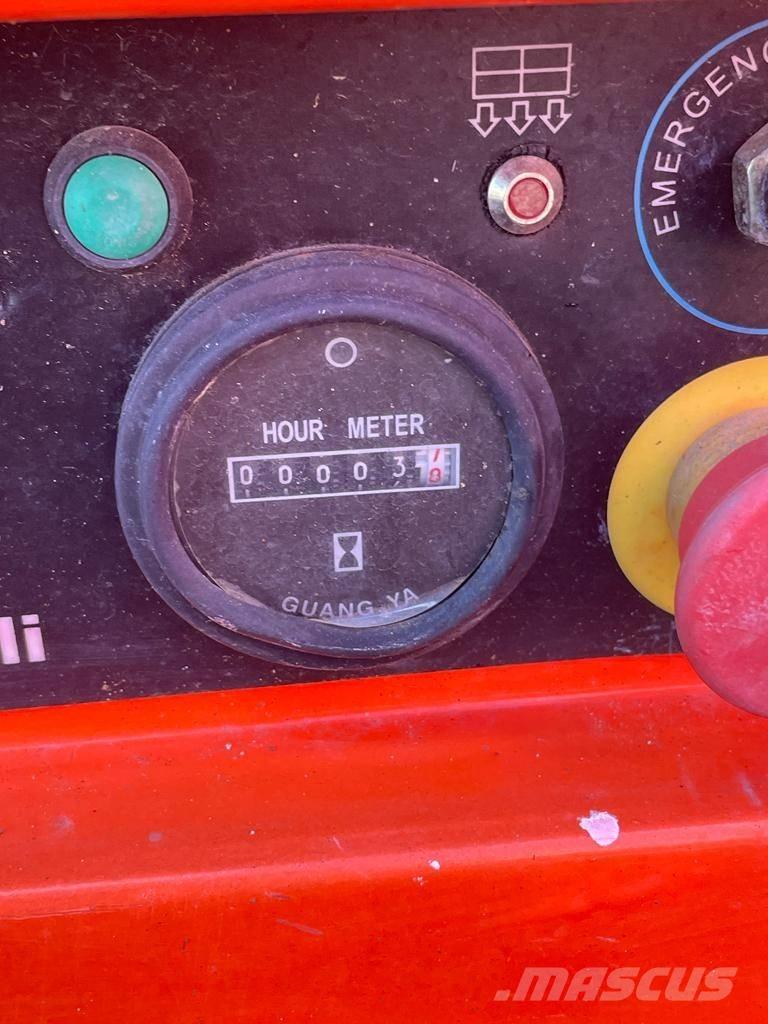 EMERGENC
HOUR METER
0 0 0 0 3
GUANG YA
li
.MASCUS